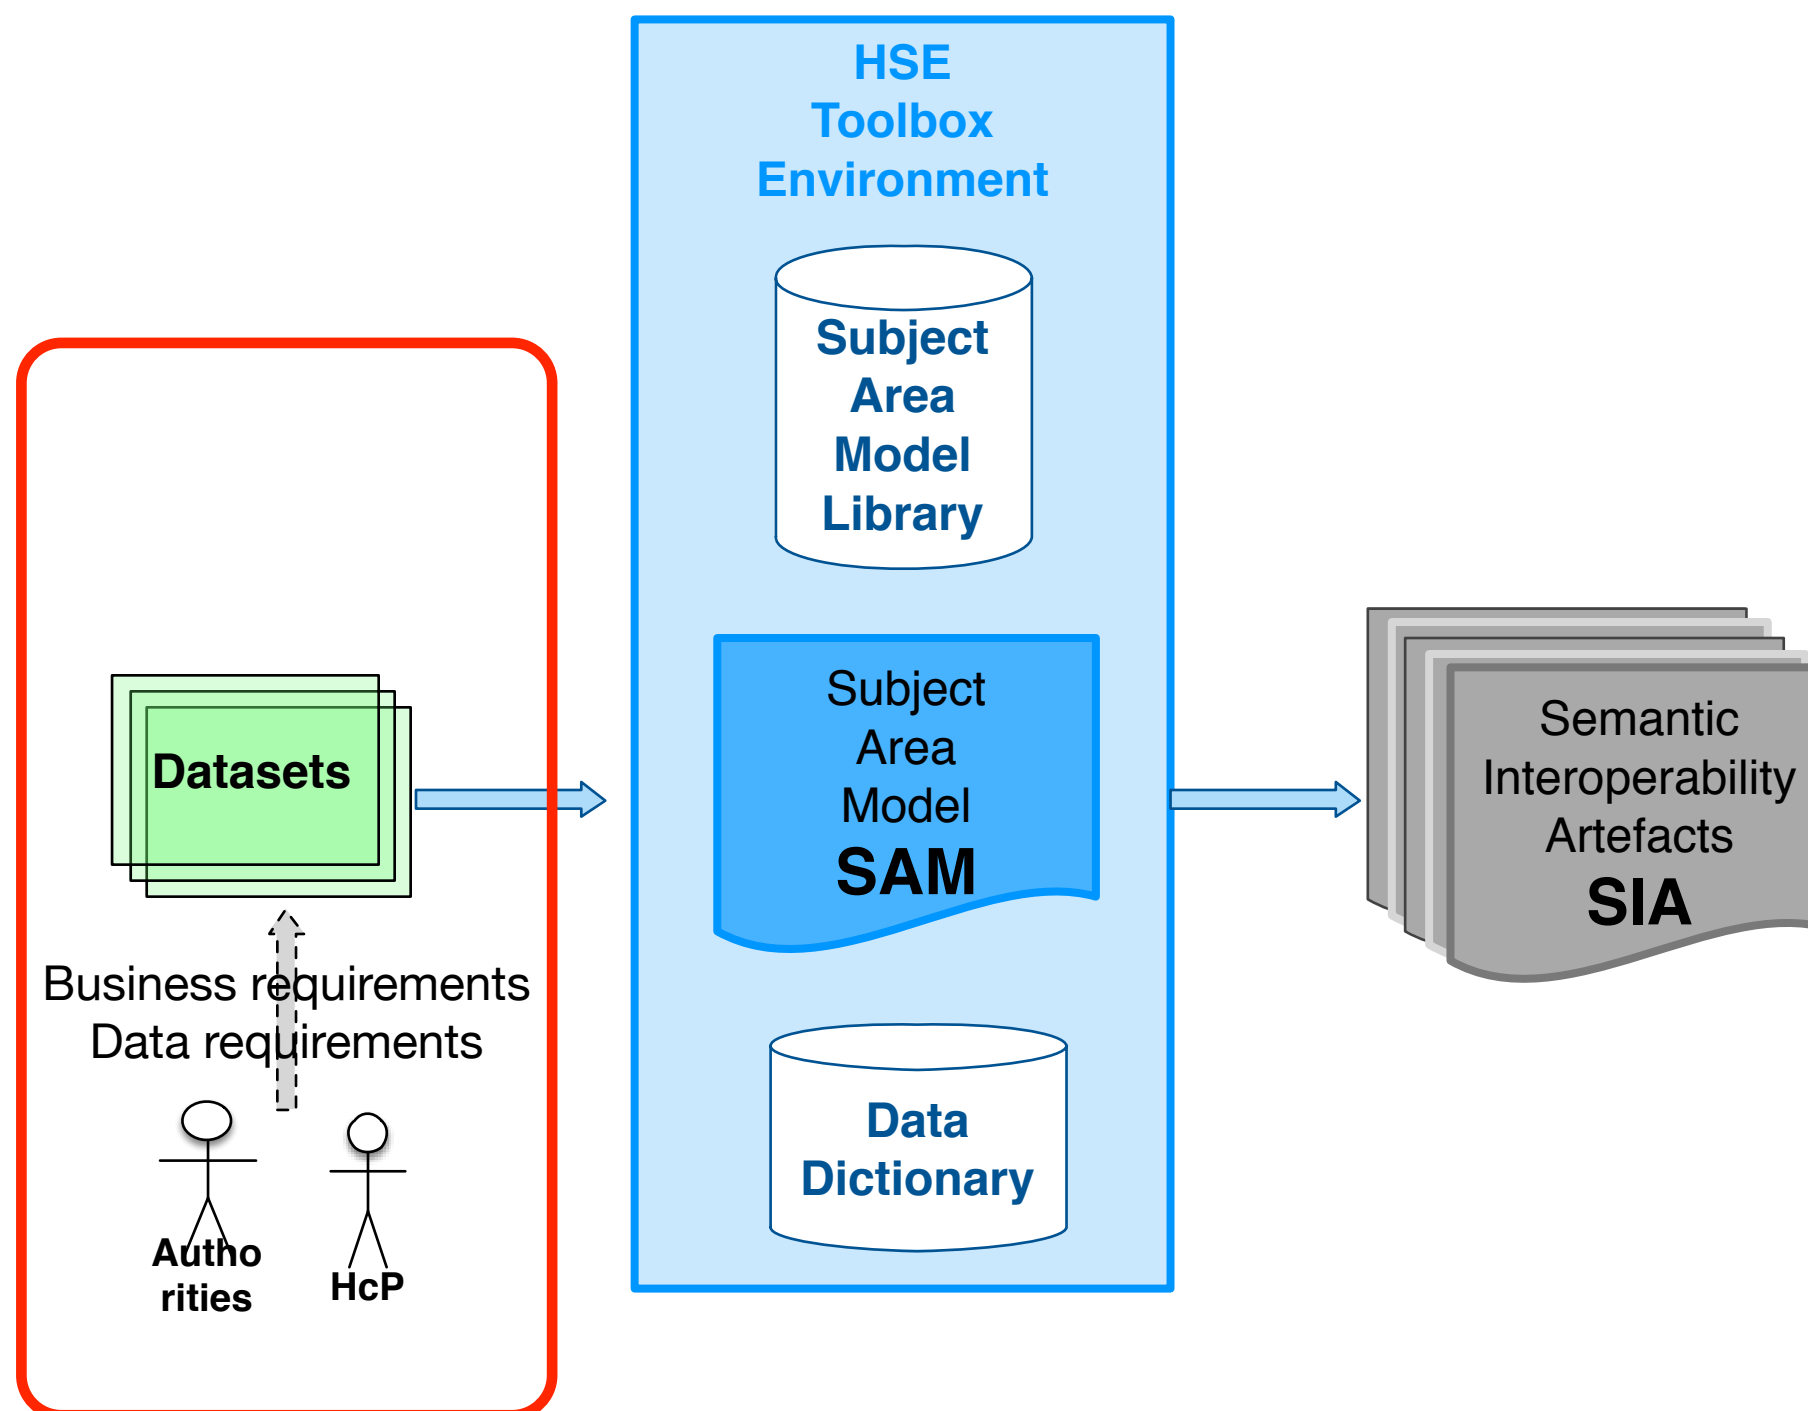 HSE
Toolbox
Environment
Subject
Area
Model
Library
Datasets
Subject
Area
Model
SAM
Semantic
Interoperability
Artefacts
SIA
Business requirements
Data requirements
Data
Dictionary
Autho
rities
HcP